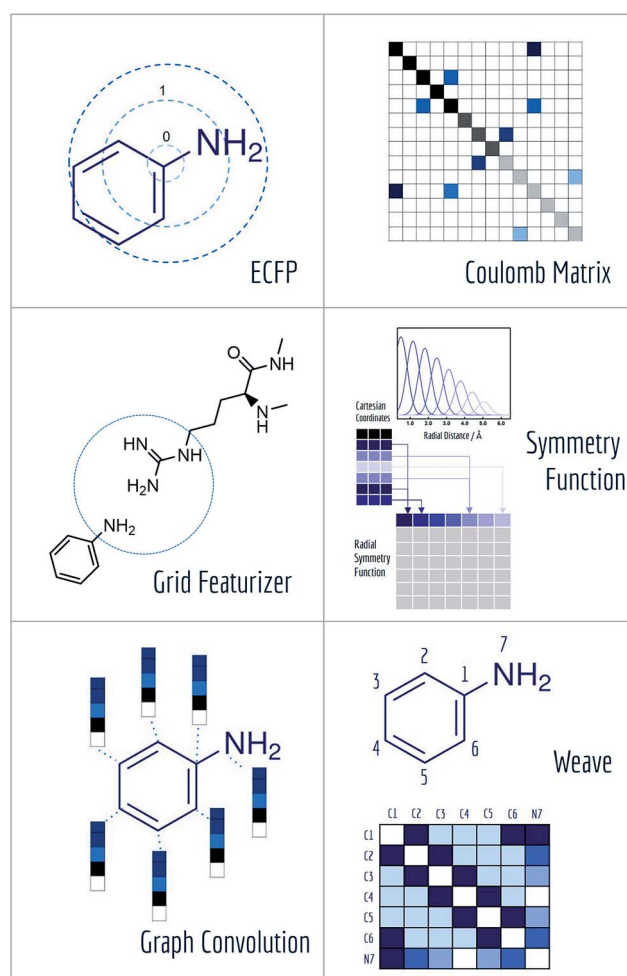 1
0
NH₂
ECFP
Coulomb Matrix
O
NH
HN
NH
HN
H₂N
NH₂
Grid Featurizer
1.0 2.0 3.0 4.0 5.0 6.0
Radial Distance / Å
Cartesian
Coordinates
Symmetry
Function
Radial
Symmetry
Function
NH₂
Graph Convolution
7
2
1
NH₂
3
4
6
5
Weave
C1 C2 C3 C4 C5 C6 N7
C1
C2
C3
C4
C5
C6
N7